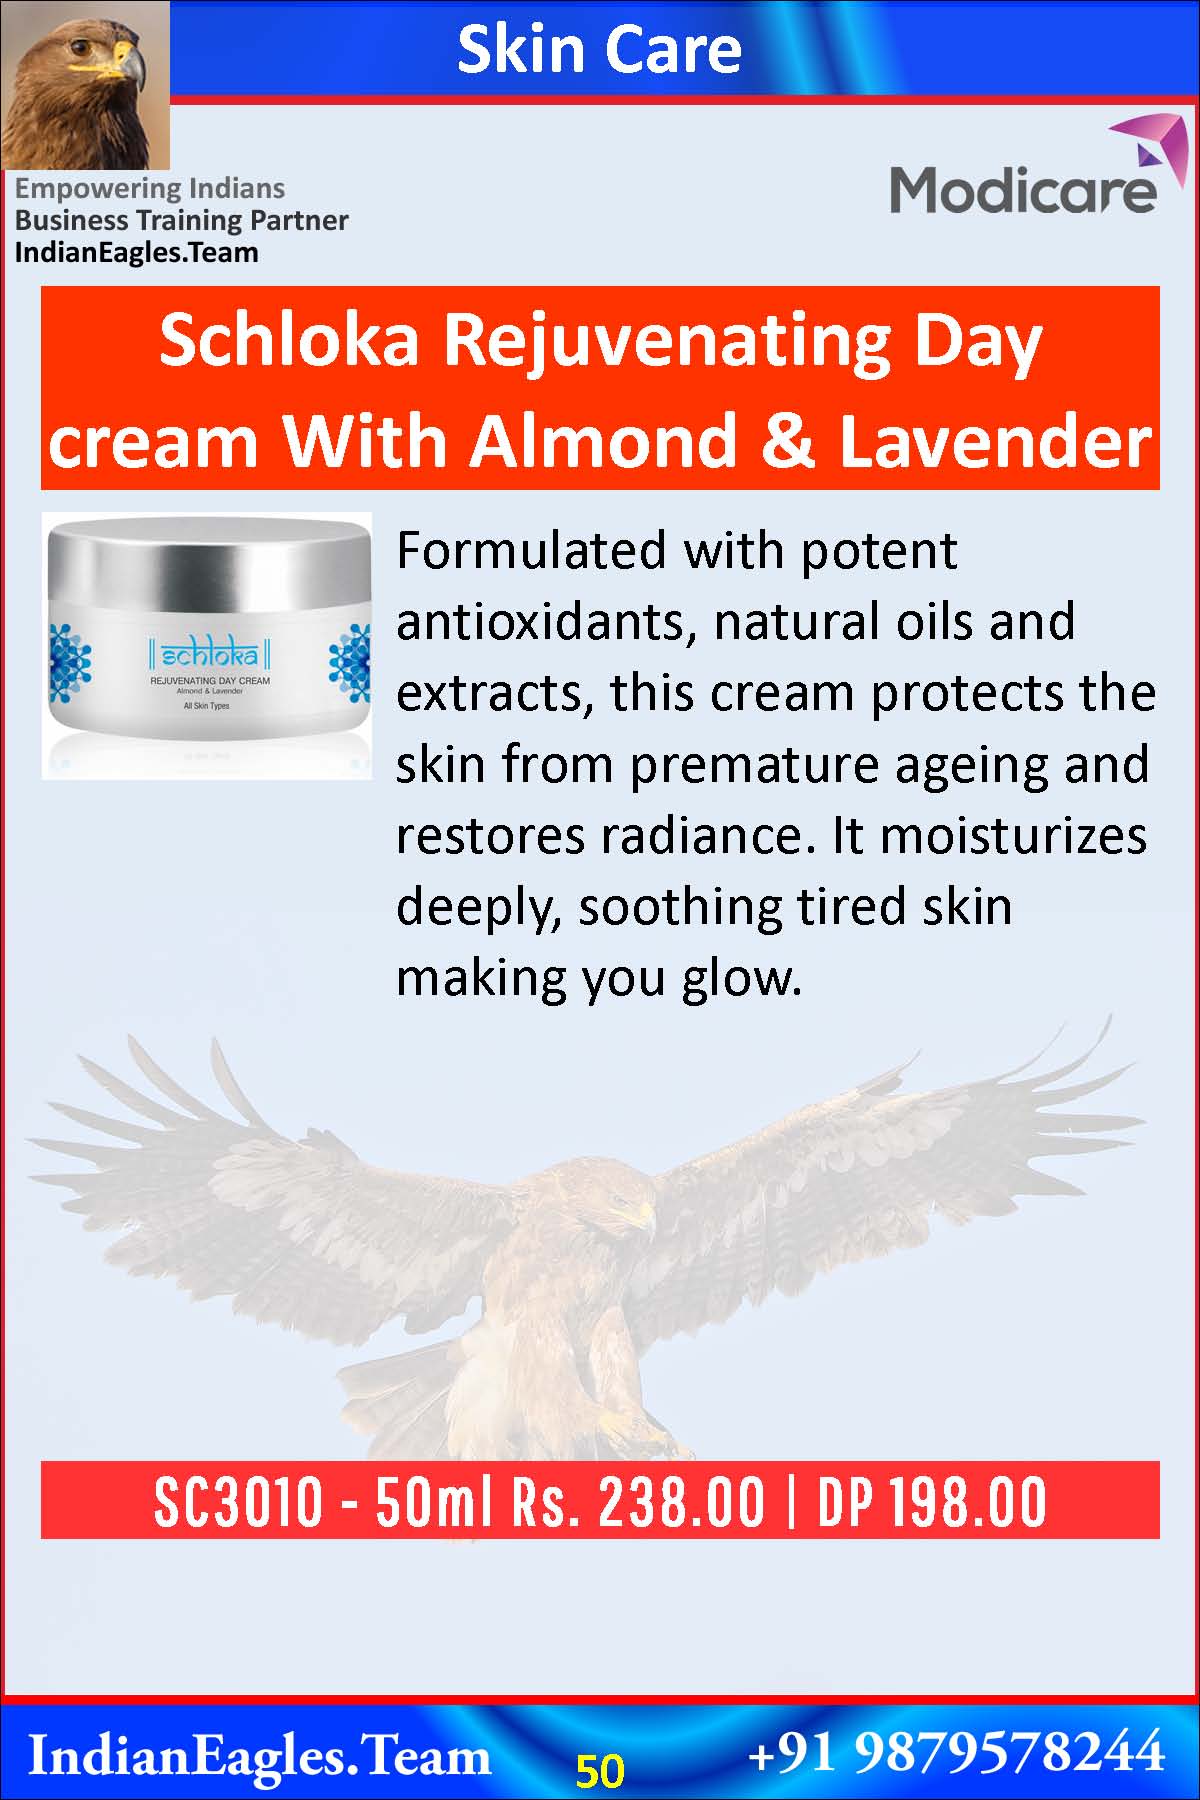 Skin Care
Empowering Indians
Business Training Partner
IndianEagles.Team
Modicare
Schloka Rejuvenating Day
cream With Almond & Lavender
||schloka||
REJUVENATING DAY CREAM
Almond & Lavender
All Skin Types
Formulated with potent
antioxidants, natural oils and
extracts, this cream protects the
skin from premature ageing and
restores radiance. It moisturizes
deeply, soothing tired skin
making you glow.
SC3010 - 50ml Rs. 238.00 | DP 198.00
IndianEagles.Team
50
+91 9879578244